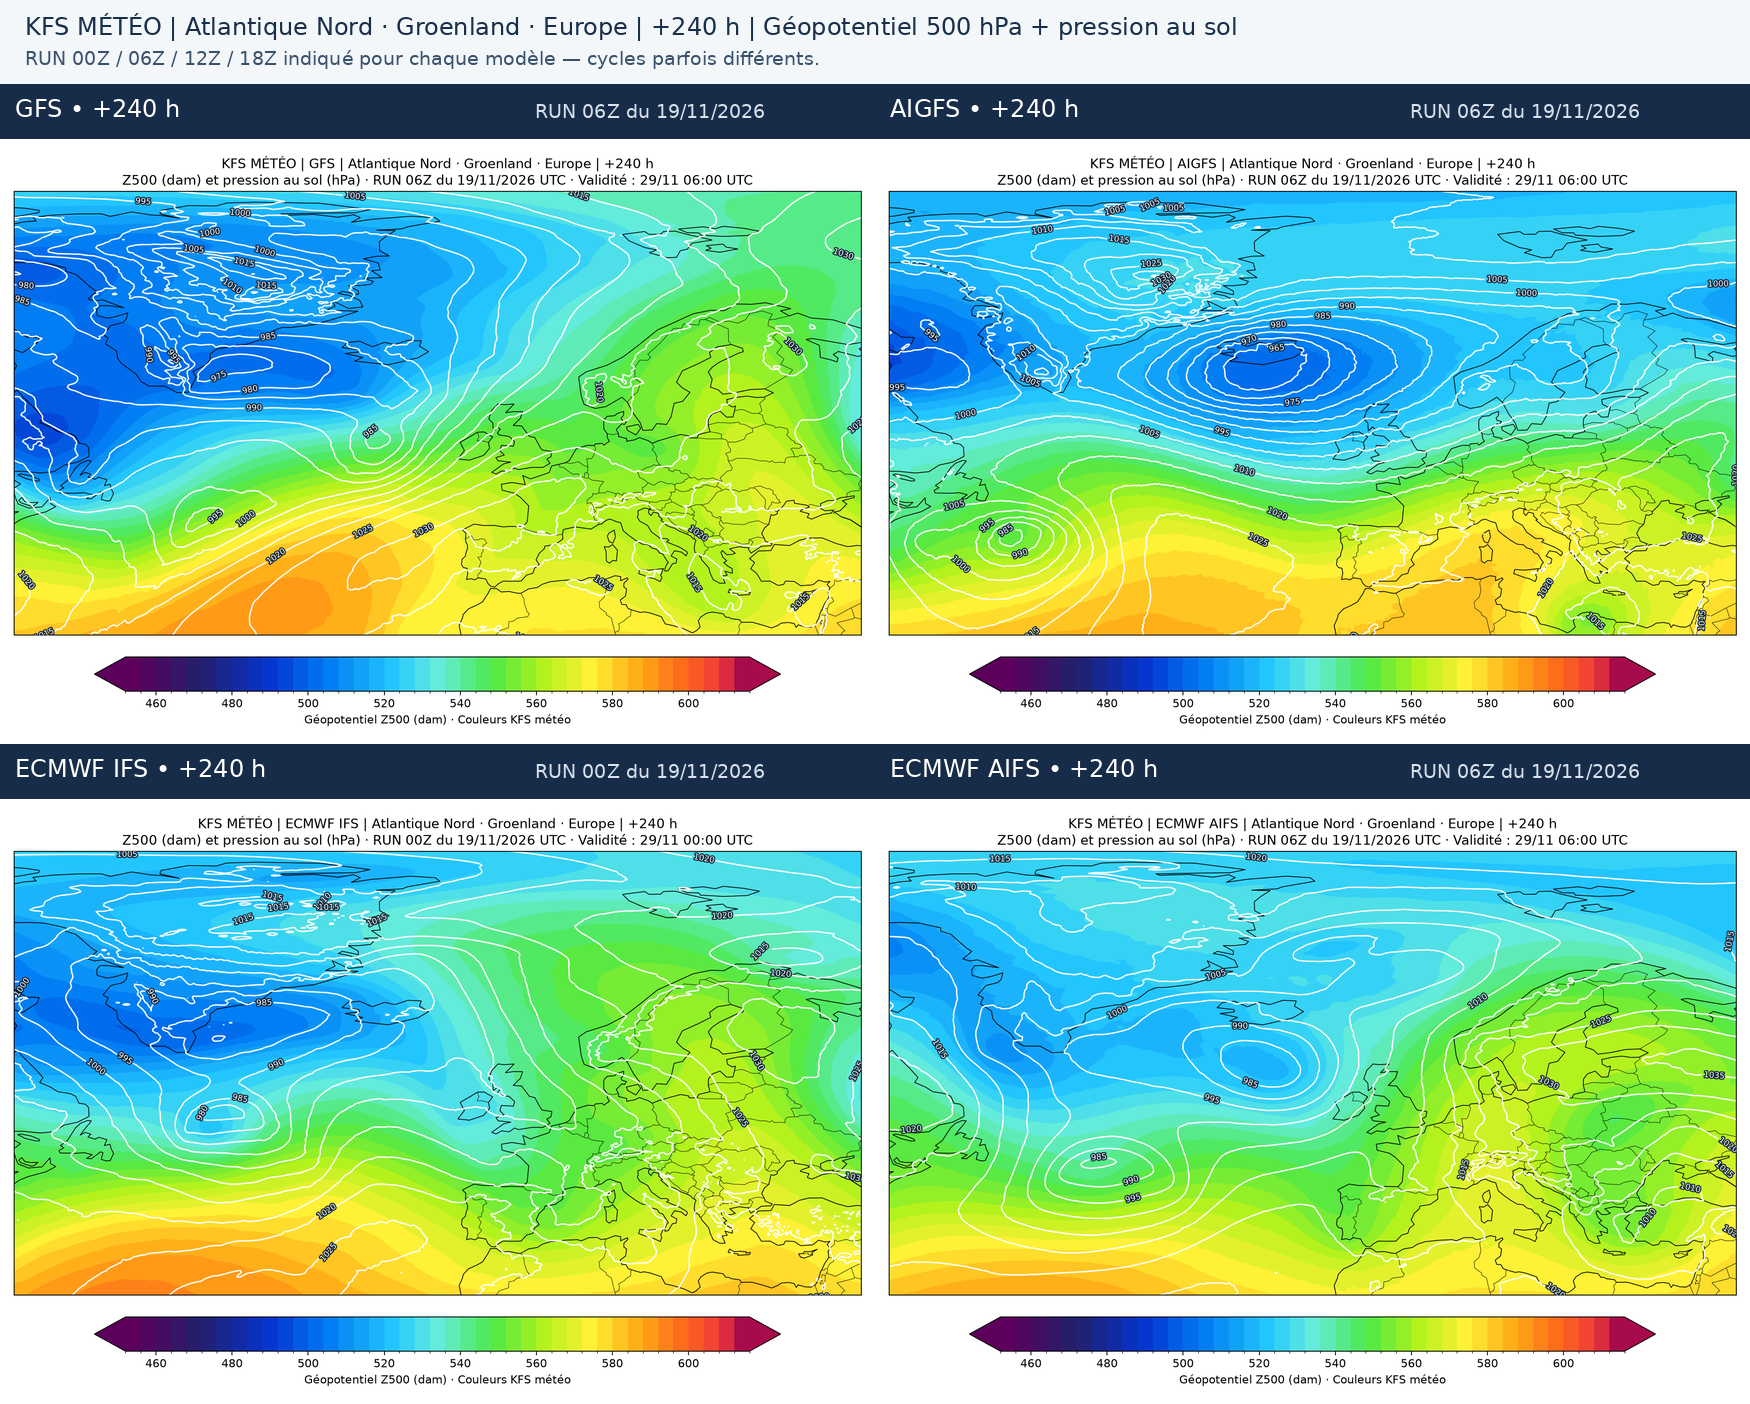 KFS MÉTÉO | Atlantique Nord · Groenland · Europe | +240 h | Géopotentiel 500 hPa + pression au sol
RUN 00Z / 06Z / 12Z / 18Z indiqué pour chaque modèle — cycles parfois différents.
GFS • +240 h
RUN 06Z du 19/11/2026
AIGFS • +240 h
RUN 06Z du 19/11/2026
KFS MÉTÉO | GFS | Atlantique Nord · Groenland · Europe | +240 h
Z500 (dam) et pression au sol (hPa) · RUN 06Z du 19/11/2026 UTC · Validité : 29/11 06:00 UTC
KFS MÉTÉO | AIGFS | Atlantique Nord · Groenland · Europe | +240 h
Z500 (dam) et pression au sol (hPa) · RUN 06Z du 19/11/2026 UTC · Validité : 29/11 06:00 UTC
460 480 500 520 540 560 580 600
Géopotentiel Z500 (dam) · Couleurs KFS météo
460 480 500 520 540 560 580 600
Géopotentiel Z500 (dam) · Couleurs KFS météo
ECMWF IFS • +240 h
RUN 00Z du 19/11/2026
ECMWF AIFS • +240 h
RUN 06Z du 19/11/2026
KFS MÉTÉO | ECMWF IFS | Atlantique Nord · Groenland · Europe | +240 h
Z500 (dam) et pression au sol (hPa) · RUN 00Z du 19/11/2026 UTC · Validité : 29/11 00:00 UTC
KFS MÉTÉO | ECMWF AIFS | Atlantique Nord · Groenland · Europe | +240 h
Z500 (dam) et pression au sol (hPa) · RUN 06Z du 19/11/2026 UTC · Validité : 29/11 06:00 UTC
460 480 500 520 540 560 580 600
Géopotentiel Z500 (dam) · Couleurs KFS météo
460 480 500 520 540 560 580 600
Géopotentiel Z500 (dam) · Couleurs KFS météo